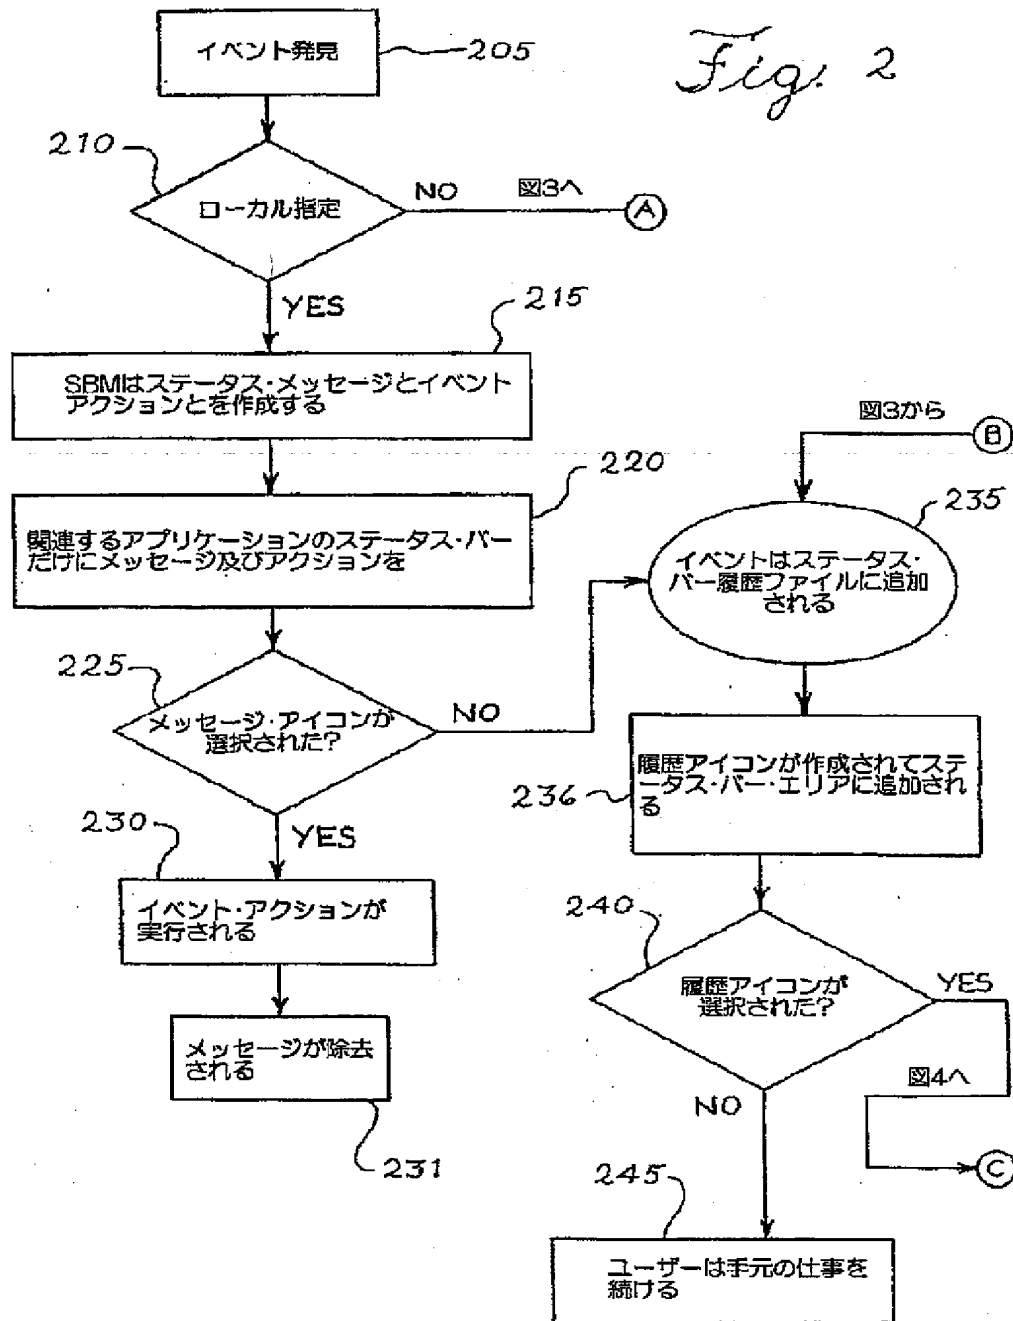 Fig. 2
イベント発見
205
210
ローカル指定
NO
図3へ
A
YES
215
SBMはステータス・メッセージとイベント
アクションとを作成する
220
関連するアプリケーションのステータス・バー
だけにメッセージ及びアクションを
225
メッセージ・アイコンが
選択された?
NO
YES
230
イベント・アクションが
実行される
メッセージが除去
される
231
図3から
B
235
イベントはステータス・
バー履歴ファイルに追加
される
履歴アイコンが作成されてステ
ータス・バー・エリアに追加され
る
236
240
履歴アイコンが
選択された?
YES
図4へ
C
NO
245
ユーザーは手元の仕事を
続ける